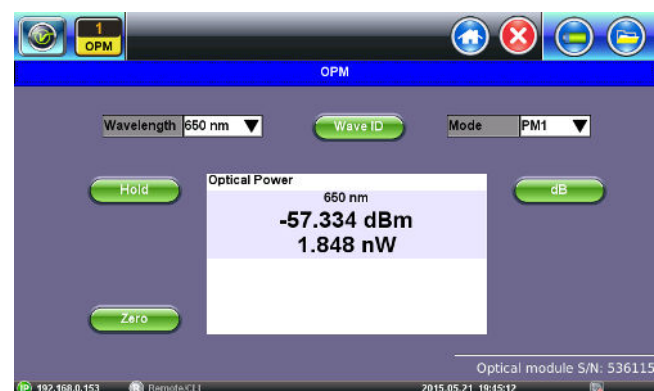 1
OPM
OPM
Wavelength 650 nm Wave ID Mode PM1
Hold
Optical Power
dB
650 nm
-57.334 dBm
1.848 nW
Zero
Optical module S/N: 536115
IP 192.168.0.153 R Remote/CLI 2015.05.21 19:45:12